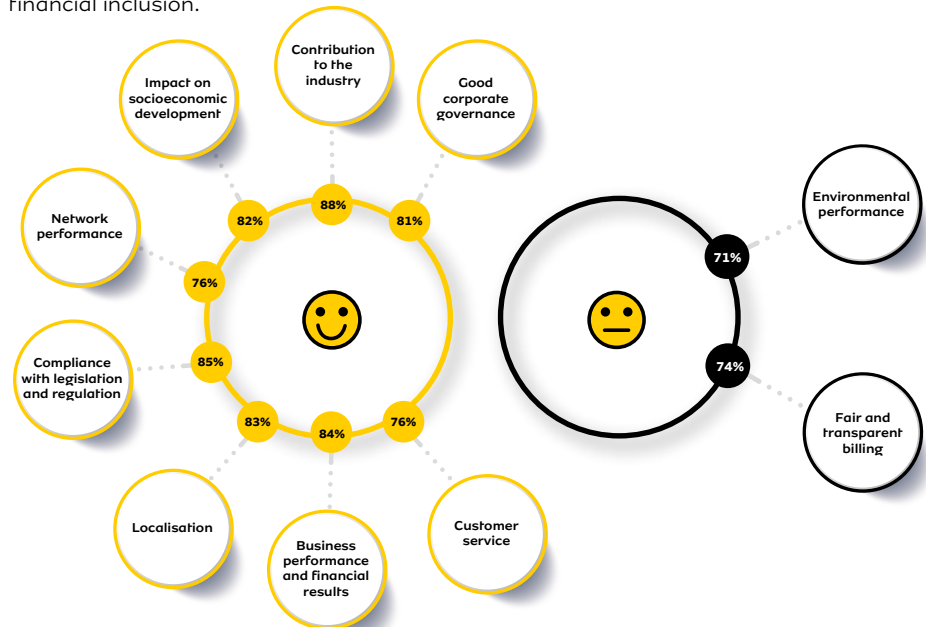 financial inclusion.
Contribution
to the
industry
Impact on
socioeconomic
development
Good
corporate
governance
Network
performance
82%
88%
81%
76%
Compliance
with legislation
and regulation
85%
83%
84%
76%
Localisation
Business
performance
and financial
results
Customer
service
Environmental
performance
71%
74%
Fair and
transparent
billing